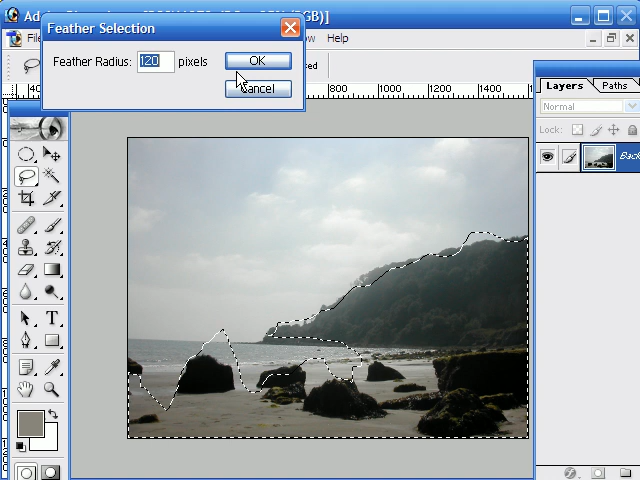 Feather Selection
Feather Radius: 120 pixels
OK
Cancel
Help
Layers
Paths
Normal
Lock:
800
1000
1200
1400